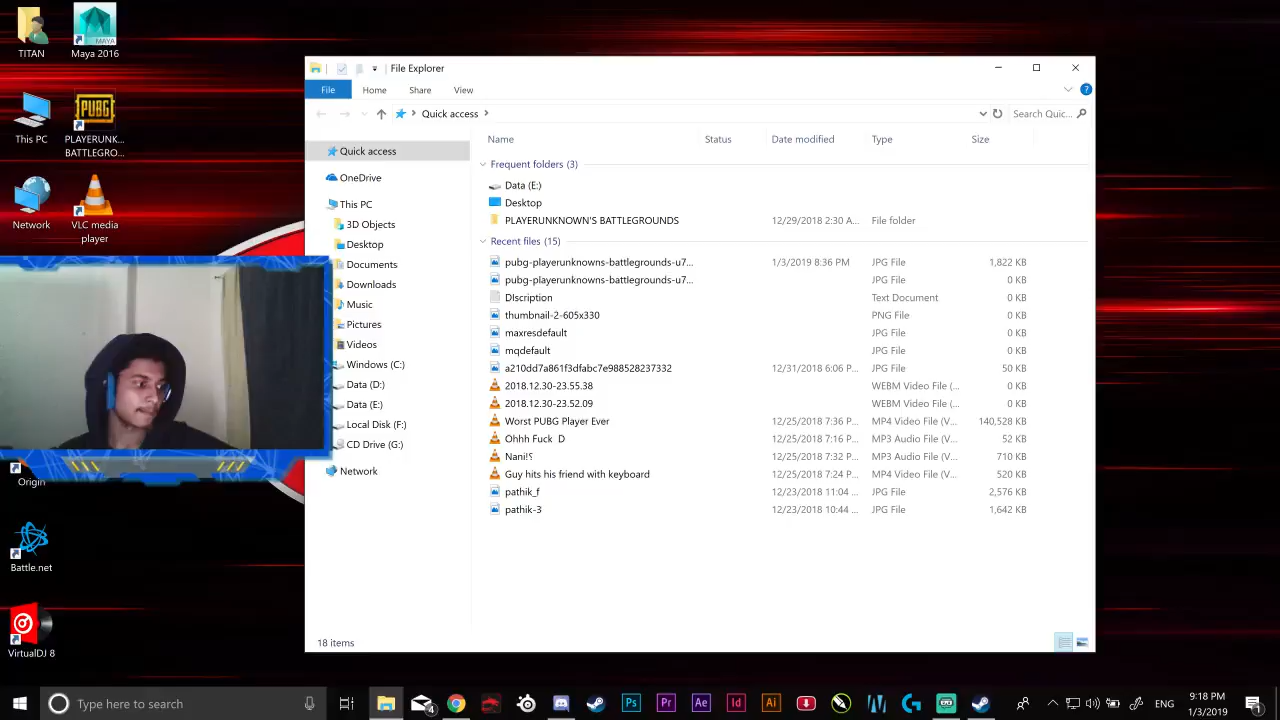 TITAN
Maya 2016
MAYA
This PC
PUBG
PLAYERUNK...
BATTLEGRO...
Network
VLC media
player
Origin
Battle.net
VirtualDJ 8
File Explorer
File Home Share View
Quick access
Search Quic...
Name Status Date modified Type Size
Quick access
OneDrive
This PC
3D Objects
Desktop
Documents
Downloads
Music
Pictures
Videos
Windows (C:)
Data (D:)
Data (E:)
Local Disk (F:)
CD Drive (G:)
Network
Frequent folders (3)
Data (E:)
Desktop
PLAYERUNKNOWN'S BATTLEGROUNDS 12/29/2018 2:30 A... File folder
Recent files (15)
pubg-playerunknowns-battlegrounds-u7... 1/3/2019 8:36 PM JPG File 1,822 KB
pubg-playerunknowns-battlegrounds-u7... JPG File 0 KB
DIscription Text Document 0 KB
thumbnail-2-605x330 PNG File 0 KB
maxresdefault JPG File 0 KB
mqdefault JPG File 0 KB
a210dd7a861f3dfabc7e988528237332 12/31/2018 6:06 P... JPG File 50 KB
2018.12.30-23.55.38 WEBM Video File (... 0 KB
2018.12.30-23.52.09 WEBM Video File (... 0 KB
Worst PUBG Player Ever 12/25/2018 7:36 P... MP4 Video File (V... 140,528 KB
Ohhh Fuck  D 12/25/2018 7:16 P... MP3 Audio File (V... 52 KB
Nani!؟ 12/25/2018 7:32 P... MP3 Audio File (V... 710 KB
Guy hits his friend with keyboard 12/25/2018 7:24 P... MP4 Video File (V... 520 KB
pathik_f 12/23/2018 11:04 ... JPG File 2,576 KB
pathik-3 12/23/2018 10:44 ... JPG File 1,642 KB
18 items
Type here to search
4
Ps Pr Ae Id Ai
ENG
9:18 PM
1/3/2019
1